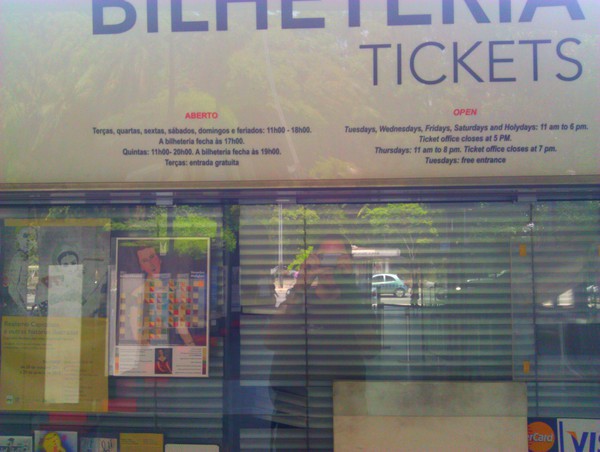 BILHETERIA
TICKETS
ABERTO
Terças, quartas, sextas, sábados, domingos e feriados: 11h00 - 18h00.
A bilheteria fecha às 17h00.
Quintas: 11h00- 20h00. A bilheteria fecha às 19h00.
Terças: entrada gratuita
OPEN
Tuesdays, Wednesdays, Fridays, Saturdays and Holydays: 11 am to 6 pm.
Ticket office closes at 5 PM.
Thursdays: 11 am to 8 pm. Ticket office closes at 7 pm.
Tuesdays: free entrance